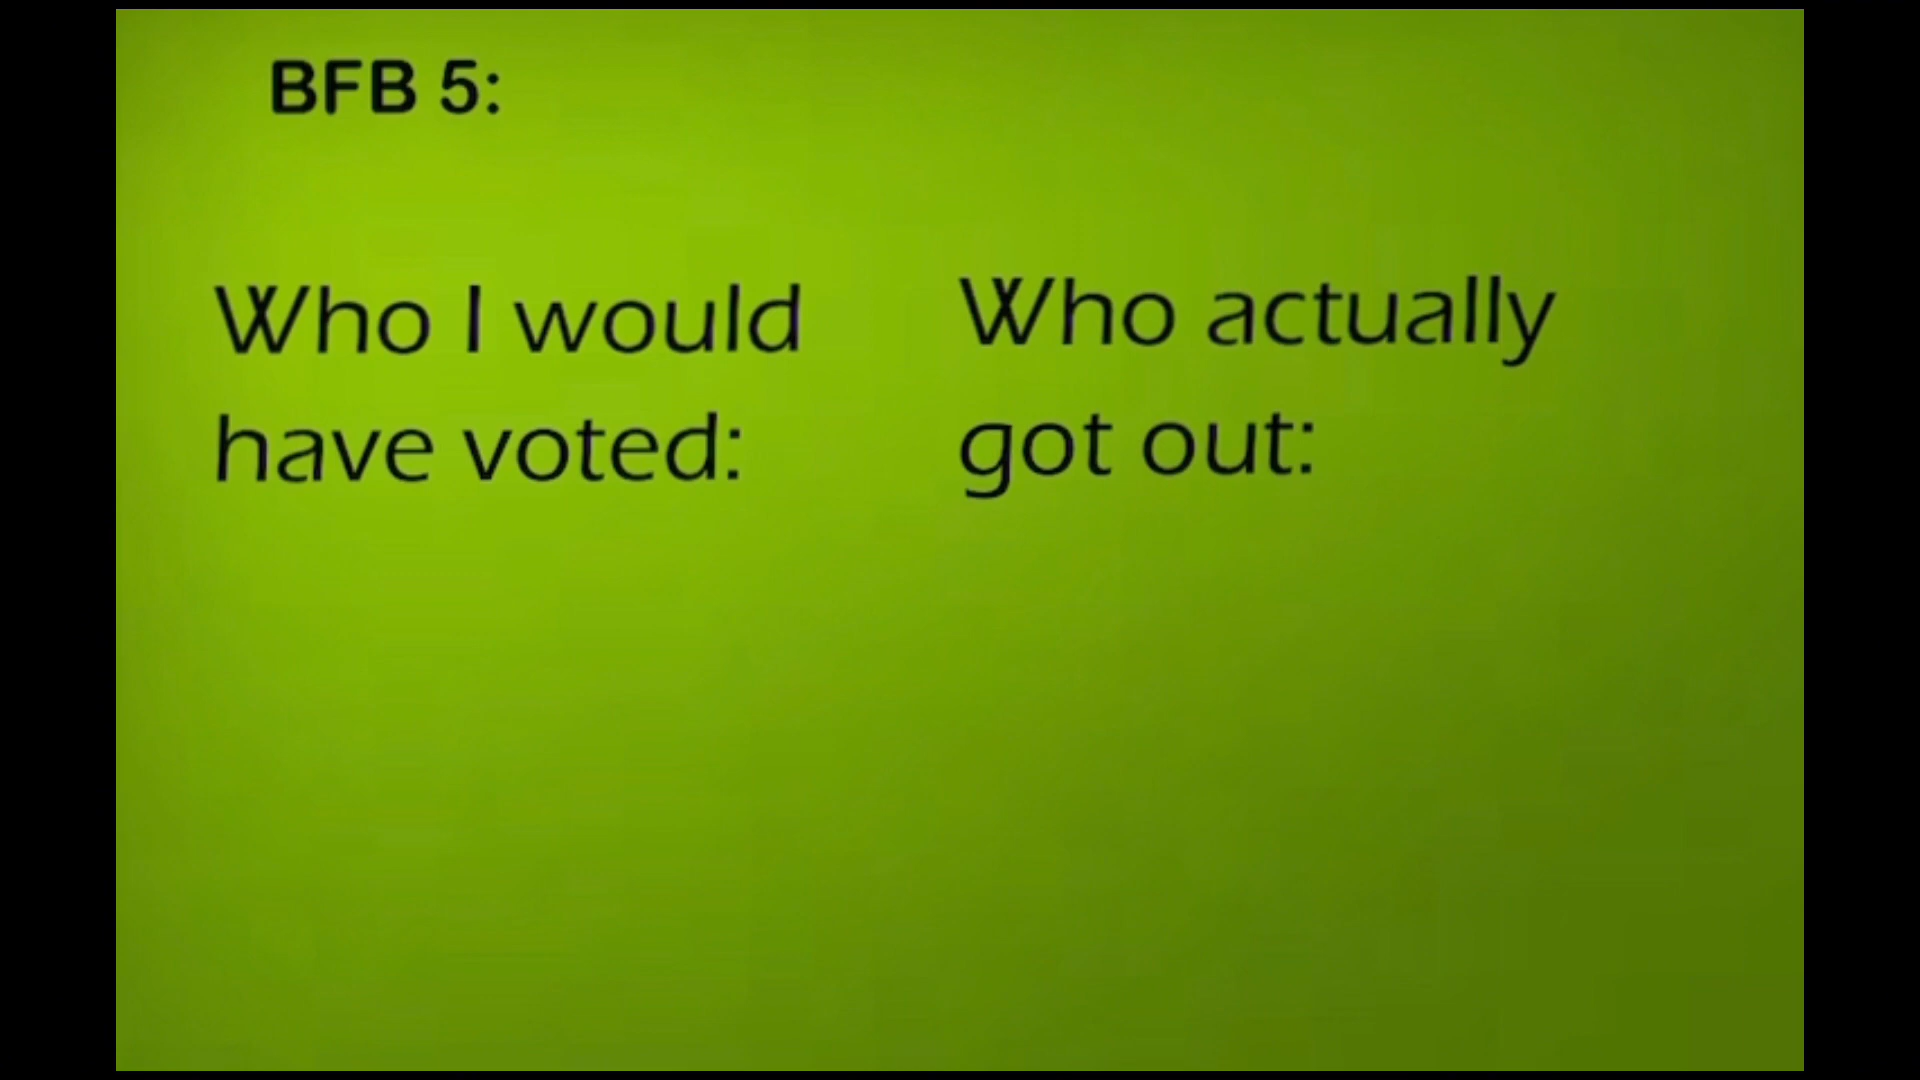 BFB 5:
Who I would
have voted:
Who actually
got out: